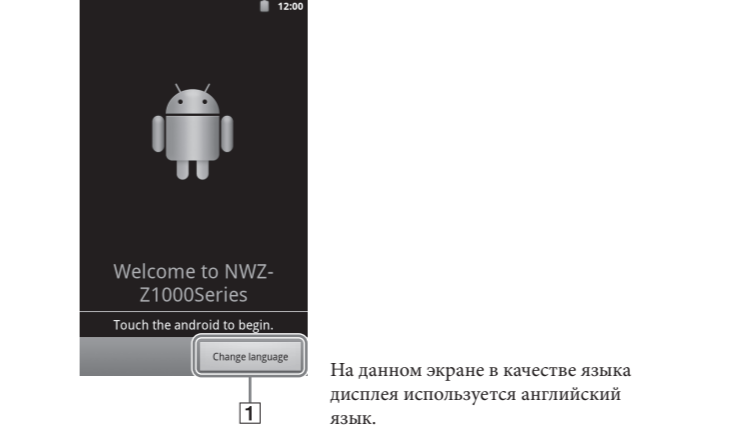 12:00
Welcome to NWZ-
Z1000Series
Touch the android to begin.
Change language
1
На данном экране в качестве языка
дисплея используется английский
язык.